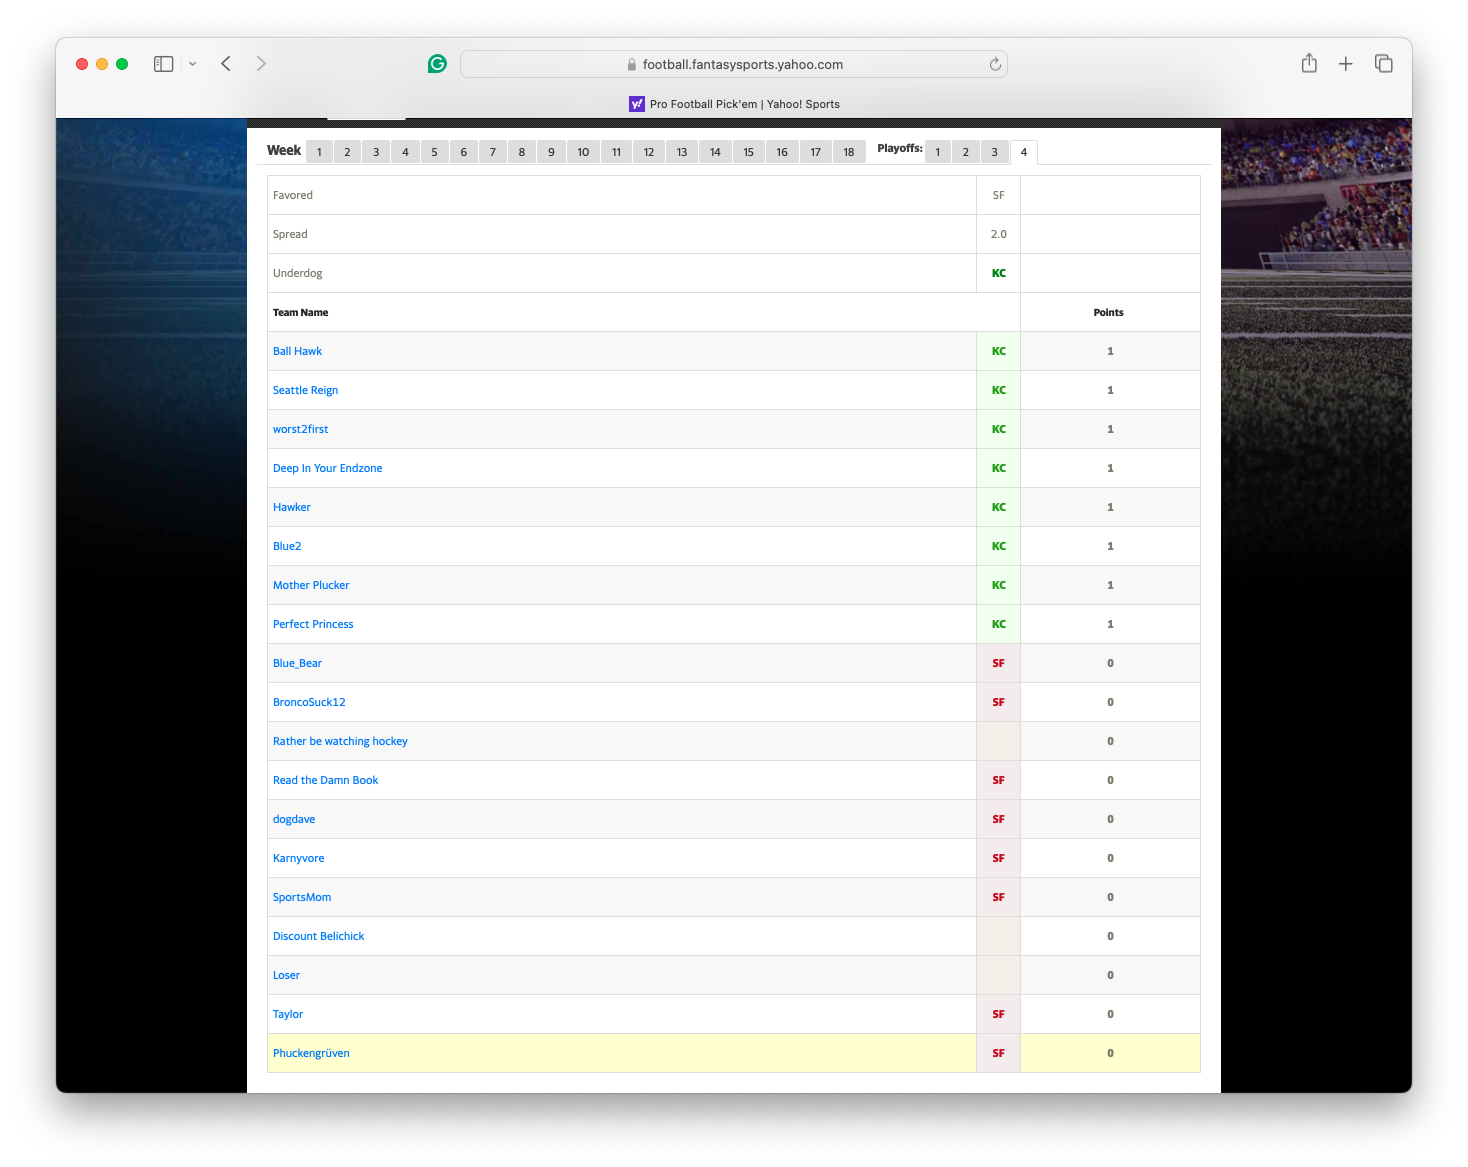 football.fantasysports.yahoo.com
y! Pro Football Pick'em | Yahoo! Sports
Week 1 2 3 4 5 6 7 8 9 10 11 12 13 14 15 16 17 18 Playoffs: 1 2 3 4
Favored SF
Spread 2.0
Underdog KC
Team Name Points
Ball Hawk KC 1
Seattle Reign KC 1
worst2first KC 1
Deep In Your Endzone KC 1
Hawker KC 1
Blue2 KC 1
Mother Plucker KC 1
Perfect Princess KC 1
Blue_Bear SF 0
BroncoSuck12 SF 0
Rather be watching hockey 0
Read the Damn Book SF 0
dogdave SF 0
Karnyvore SF 0
SportsMom SF 0
Discount Belichick 0
Loser 0
Taylor SF 0
Phuckengrüven SF 0